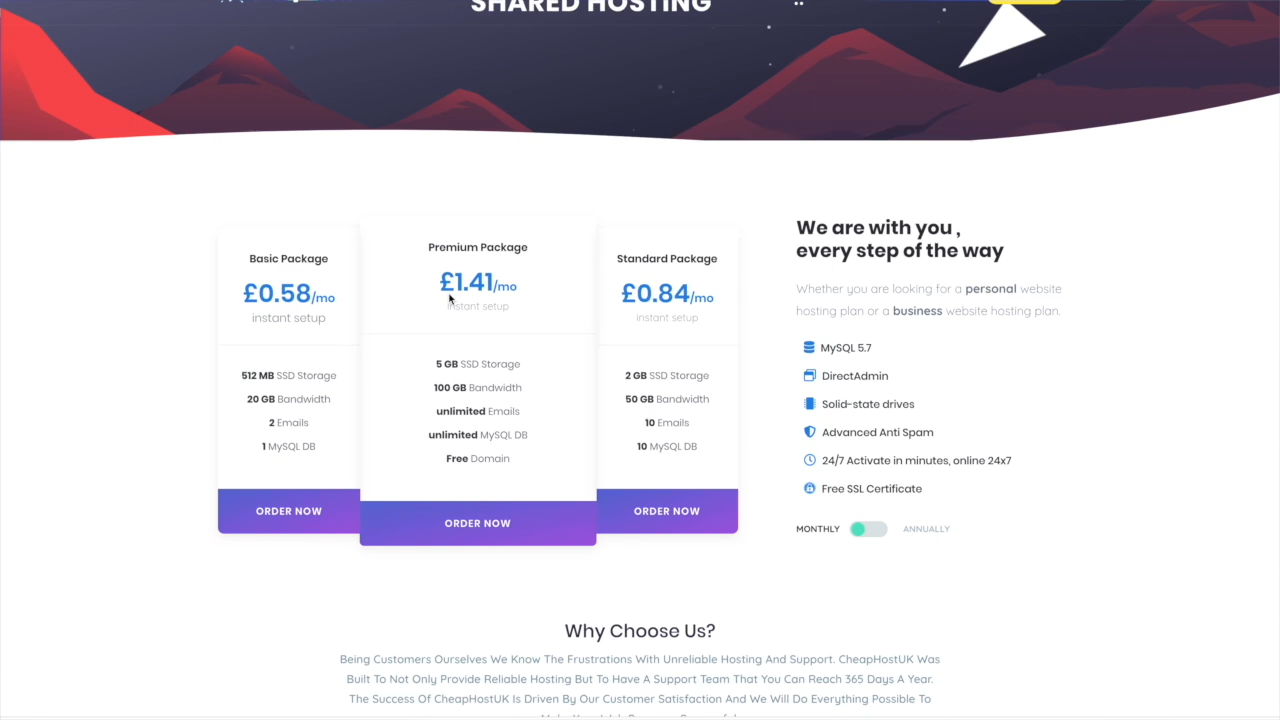 SHARED HOSTING
Basic Package
£0.58/mo
instant setup
512 MB SSD Storage
20 GB Bandwidth
2 Emails
1 MySQL DB
ORDER NOW
Premium Package
£1.41/mo
instant setup
5 GB SSD Storage
100 GB Bandwidth
unlimited Emails
unlimited MySQL DB
Free Domain
ORDER NOW
Standard Package
£0.84/mo
instant setup
2 GB SSD Storage
50 GB Bandwidth
10 Emails
10 MySQL DB
ORDER NOW
We are with you ,
every step of the way
Whether you are looking for a personal website
hosting plan or a business website hosting plan.
MySQL 5.7
DirectAdmin
Solid-state drives
Advanced Anti Spam
24/7 Activate in minutes, online 24x7
Free SSL Certificate
MONTHLY ANNUALLY
Why Choose Us?
Being Customers Ourselves We Know The Frustrations With Unreliable Hosting And Support. CheapHostUK Was
Built To Not Only Provide Reliable Hosting But To Have A Support Team That You Can Reach 365 Days A Year.
The Success Of CheapHostUK Is Driven By Our Customer Satisfaction And We Will Do Everything Possible To